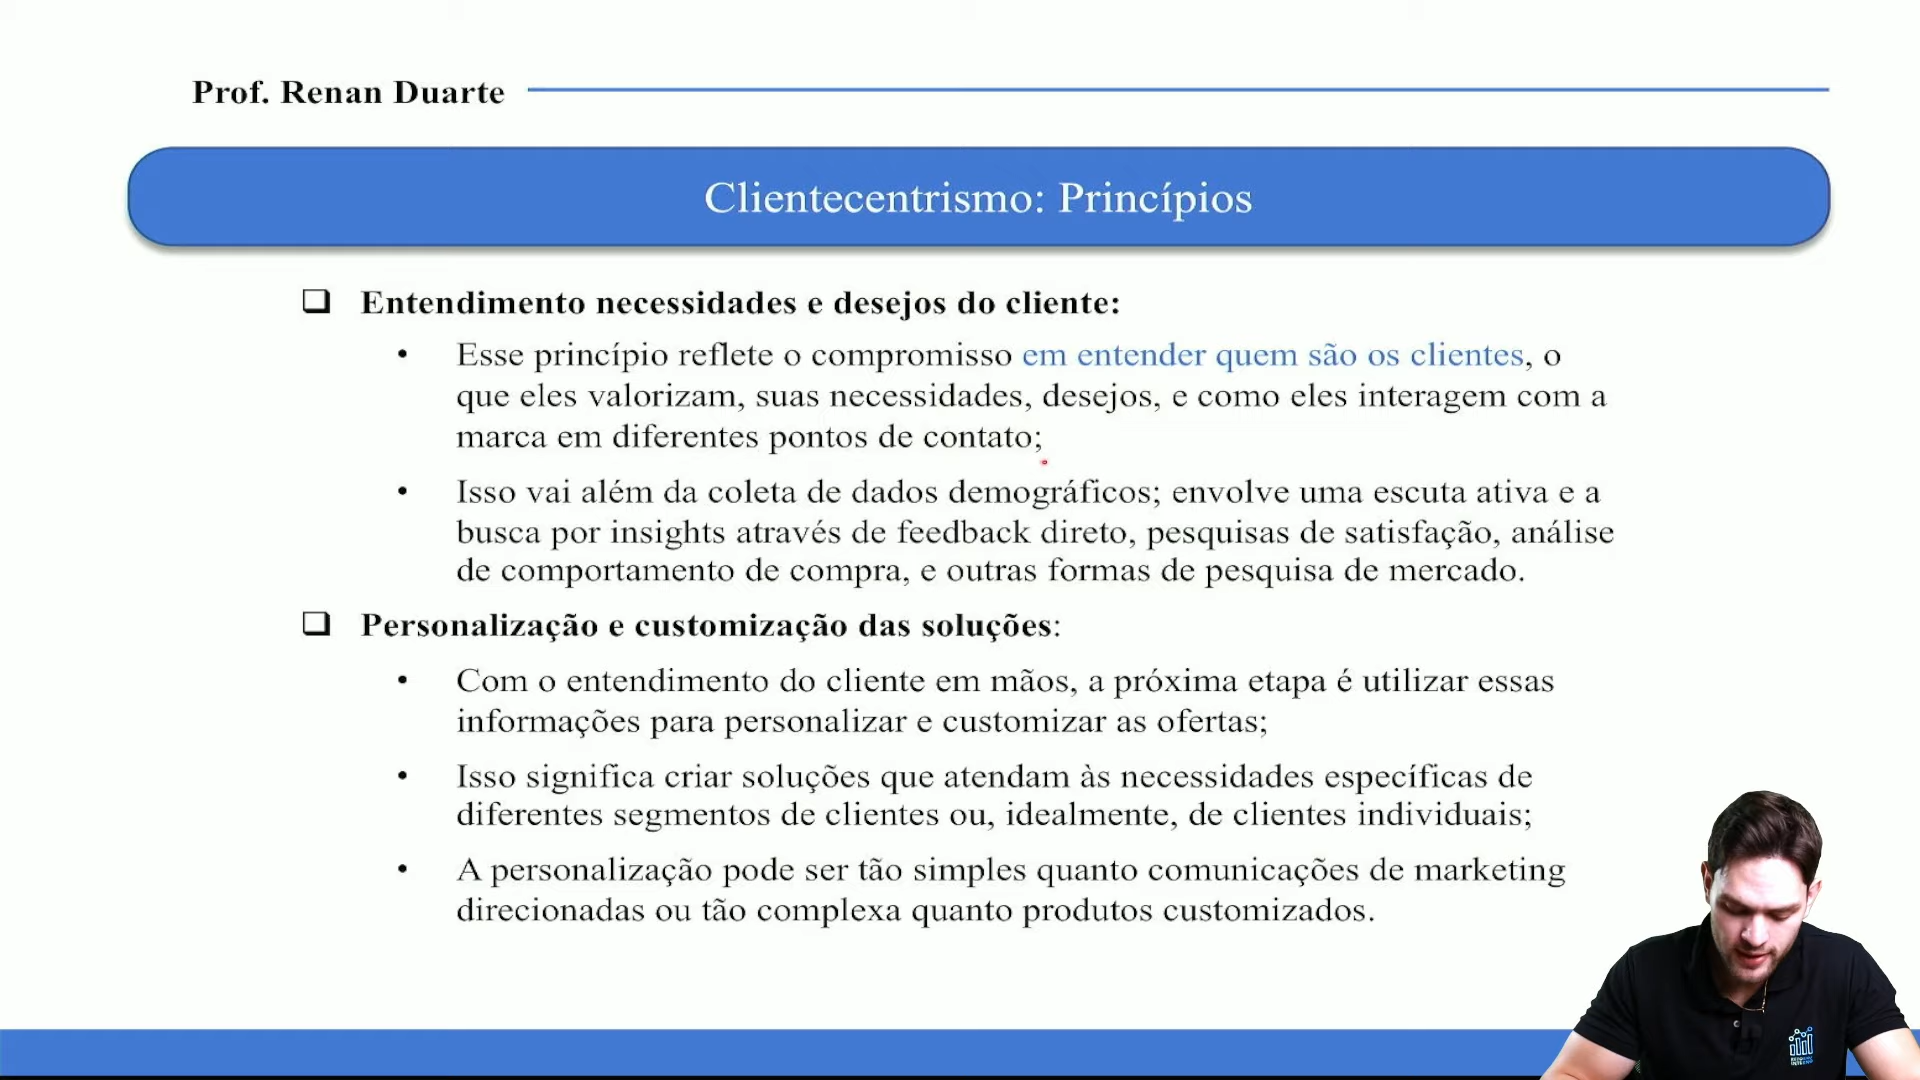 Prof. Renan Duarte
Clientecentrismo: Princípios
Entendimento necessidades e desejos do cliente:
• Esse princípio reflete o compromisso em entender quem são os clientes, o
que eles valorizam, suas necessidades, desejos, e como eles interagem com a
marca em diferentes pontos de contato;
• Isso vai além da coleta de dados demográficos; envolve uma escuta ativa e a
busca por insights através de feedback direto, pesquisas de satisfação, análise
de comportamento de compra, e outras formas de pesquisa de mercado.
Personalização e customização das soluções:
• Com o entendimento do cliente em mãos, a próxima etapa é utilizar essas
informações para personalizar e customizar as ofertas;
• Isso significa criar soluções que atendam às necessidades específicas de
diferentes segmentos de clientes ou, idealmente, de clientes individuais;
• A personalização pode ser tão simples quanto comunicações de marketing
direcionadas ou tão complexa quanto produtos customizados.